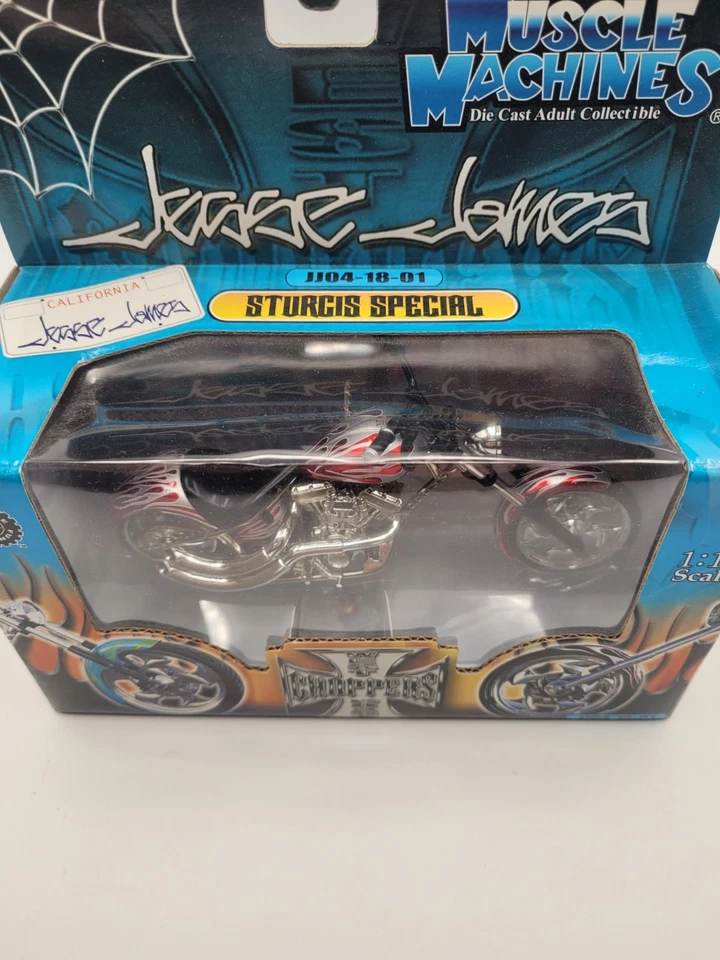 MUSCLE
MACHINES®
Die Cast Adult Collectible
Jesse James
JJ04-18-01
STURGIS SPECIAL
CALIFORNIA
Jesse James
1:1
Scal
CHOPPERS